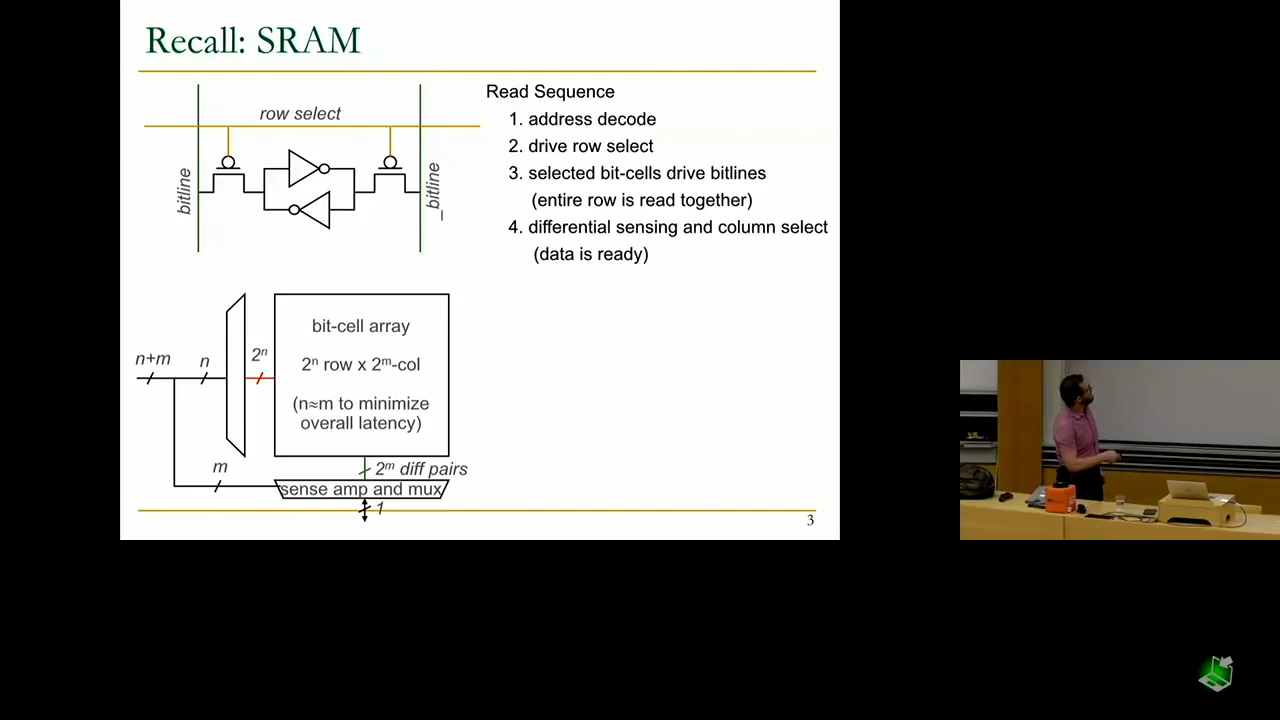 Recall: SRAM
row select
bitline
_bitline
Read Sequence
1. address decode
2. drive row select
3. selected bit-cells drive bitlines
(entire row is read together)
4. differential sensing and column select
(data is ready)
n+m
n
2ⁿ
bit-cell array
2ⁿ row x 2ᵐ-col
(n≈m to minimize
overall latency)
m
2ᵐ diff pairs
sense amp and mux
1
3